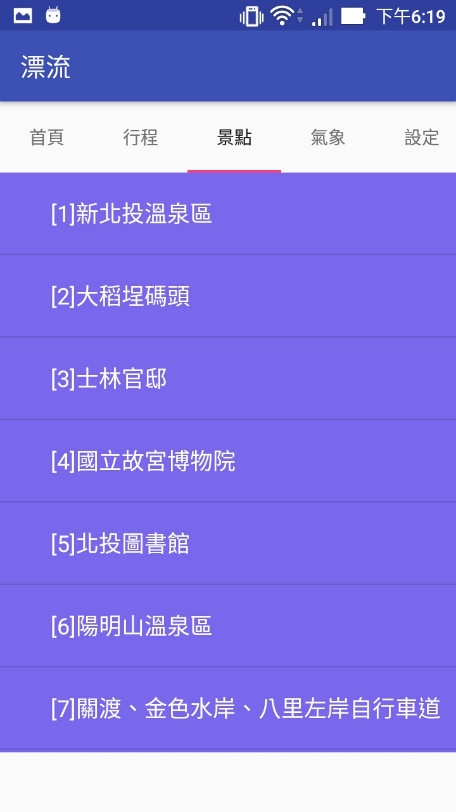 下午6:19
漂流
首頁 行程 景點 氣象 設定
[1]新北投溫泉區
[2]大稻埕碼頭
[3]士林官邸
[4]國立故宮博物院
[5]北投圖書館
[6]陽明山溫泉區
[7]關渡、金色水岸、八里左岸自行車道